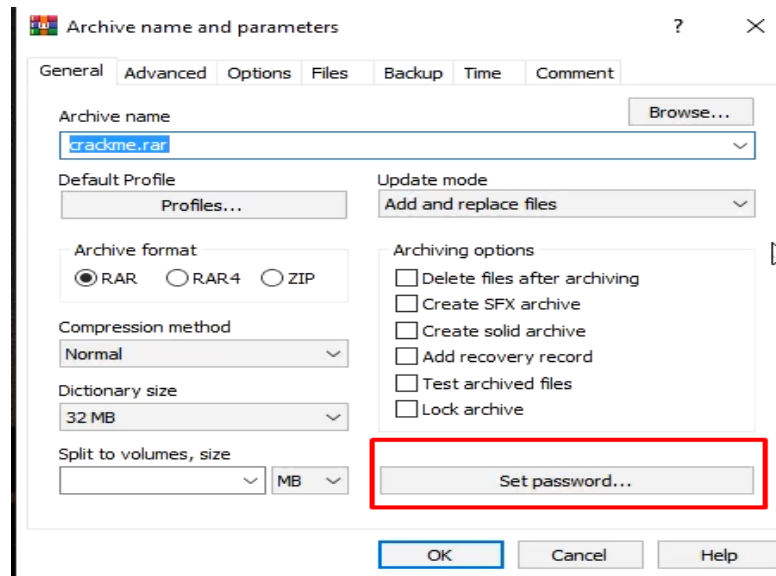 Archive name and parameters ?
General Advanced Options Files Backup Time Comment
Archive name
Browse...
crackme.rar
Default Profile
Profiles...
Update mode
Add and replace files
Archive format
RAR RAR4 ZIP
Compression method
Normal
Dictionary size
32 MB
Split to volumes, size
MB
Archiving options
Delete files after archiving
Create SFX archive
Create solid archive
Add recovery record
Test archived files
Lock archive
Set password...
OK Cancel Help